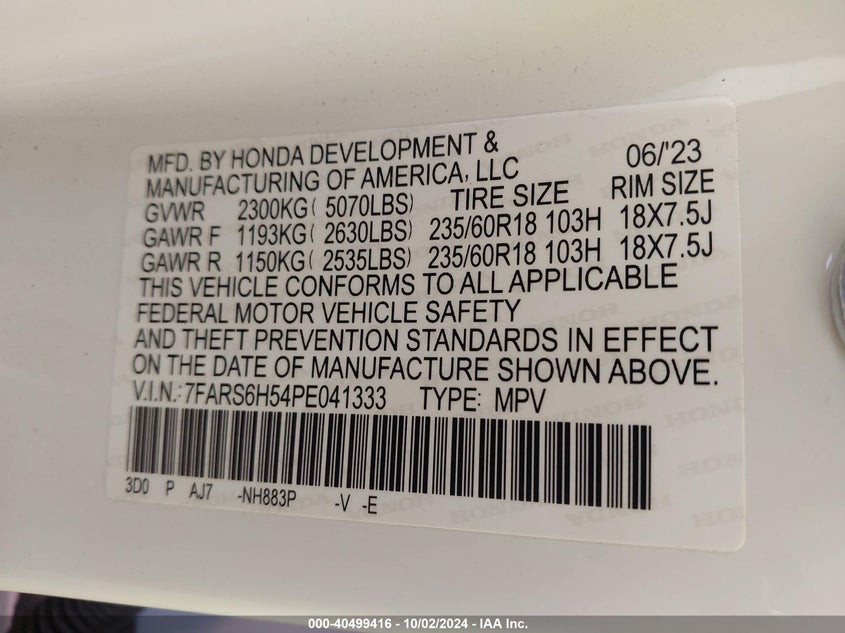 MFD. BY HONDA DEVELOPMENT & 06/'23
MANUFACTURING OF AMERICA, LLC
GVWR 2300KG( 5070LBS) TIRE SIZE RIM SIZE
GAWR F 1193KG( 2630LBS) 235/60R18 103H 18X7.5J
GAWR R 1150KG( 2535LBS) 235/60R18 103H 18X7.5J
THIS VEHICLE CONFORMS TO ALL APPLICABLE
FEDERAL MOTOR VEHICLE SAFETY
AND THEFT PREVENTION STANDARDS IN EFFECT
ON THE DATE OF MANUFACTURE SHOWN ABOVE.
V.I.N.:7FARS6H54PE041333 TYPE: MPV
3D0 P AJ7 -NH883P -V -E
000-40499416 - 10/02/2024 - IAA Inc.